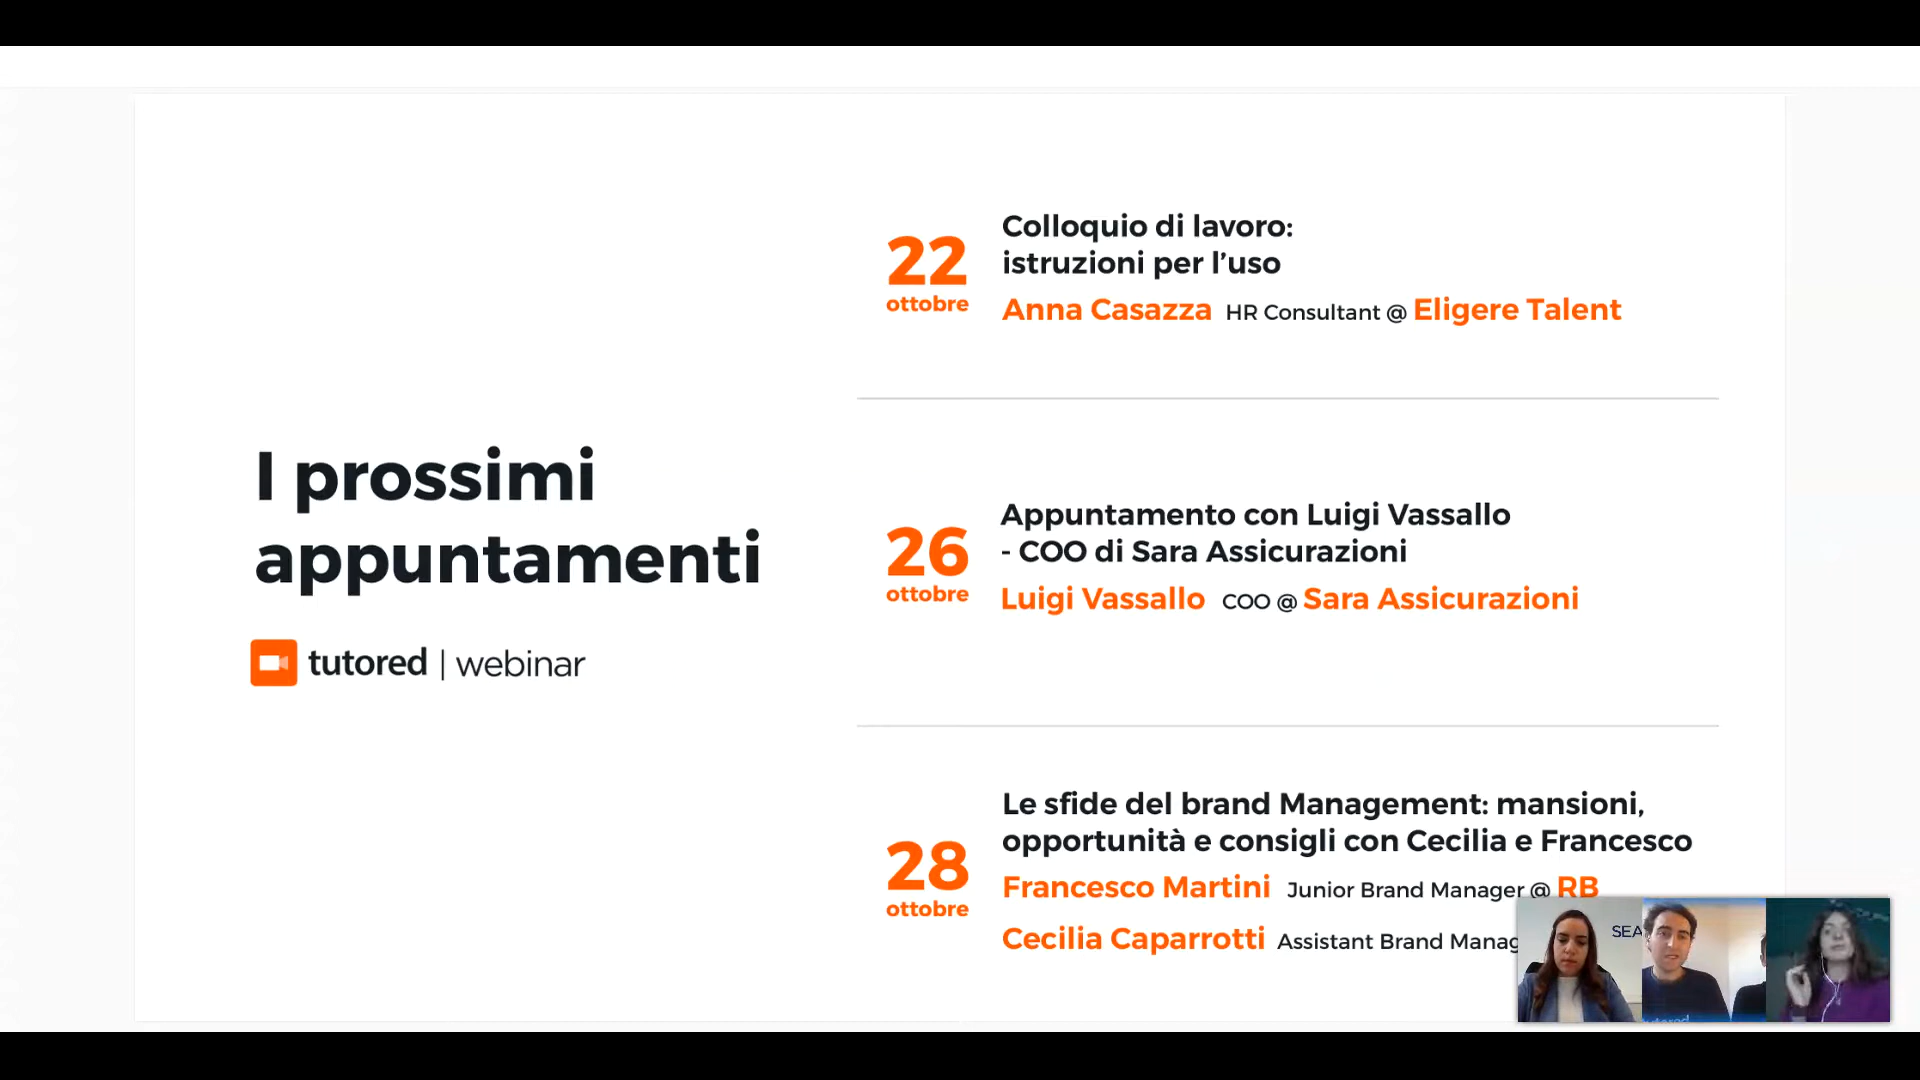 I prossimi
appuntamenti
tutored | webinar
22
ottobre
Colloquio di lavoro:
istruzioni per l’uso
Anna Casazza HR Consultant @ Eligere Talent
26
ottobre
Appuntamento con Luigi Vassallo
- COO di Sara Assicurazioni
Luigi Vassallo COO @ Sara Assicurazioni
28
ottobre
Le sfide del brand Management: mansioni,
opportunità e consigli con Cecilia e Francesco
Francesco Martini Junior Brand Manager @ RB
Cecilia Caparrotti Assistant Brand Manag
SEA